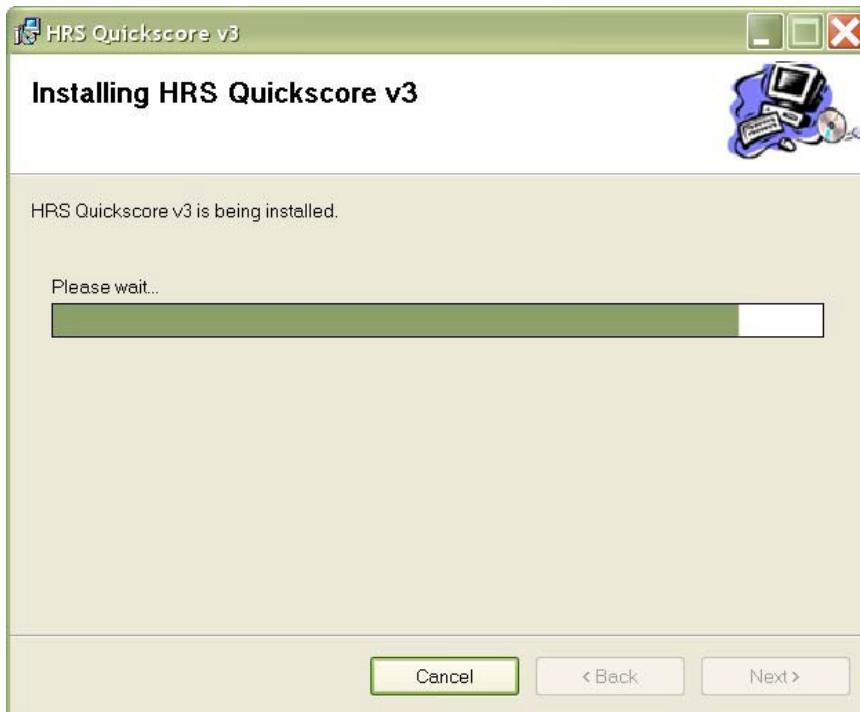 HRS Quickscore v3
Installing HRS Quickscore v3
HRS Quickscore v3 is being installed.
Please wait...
Cancel
< Back
Next >